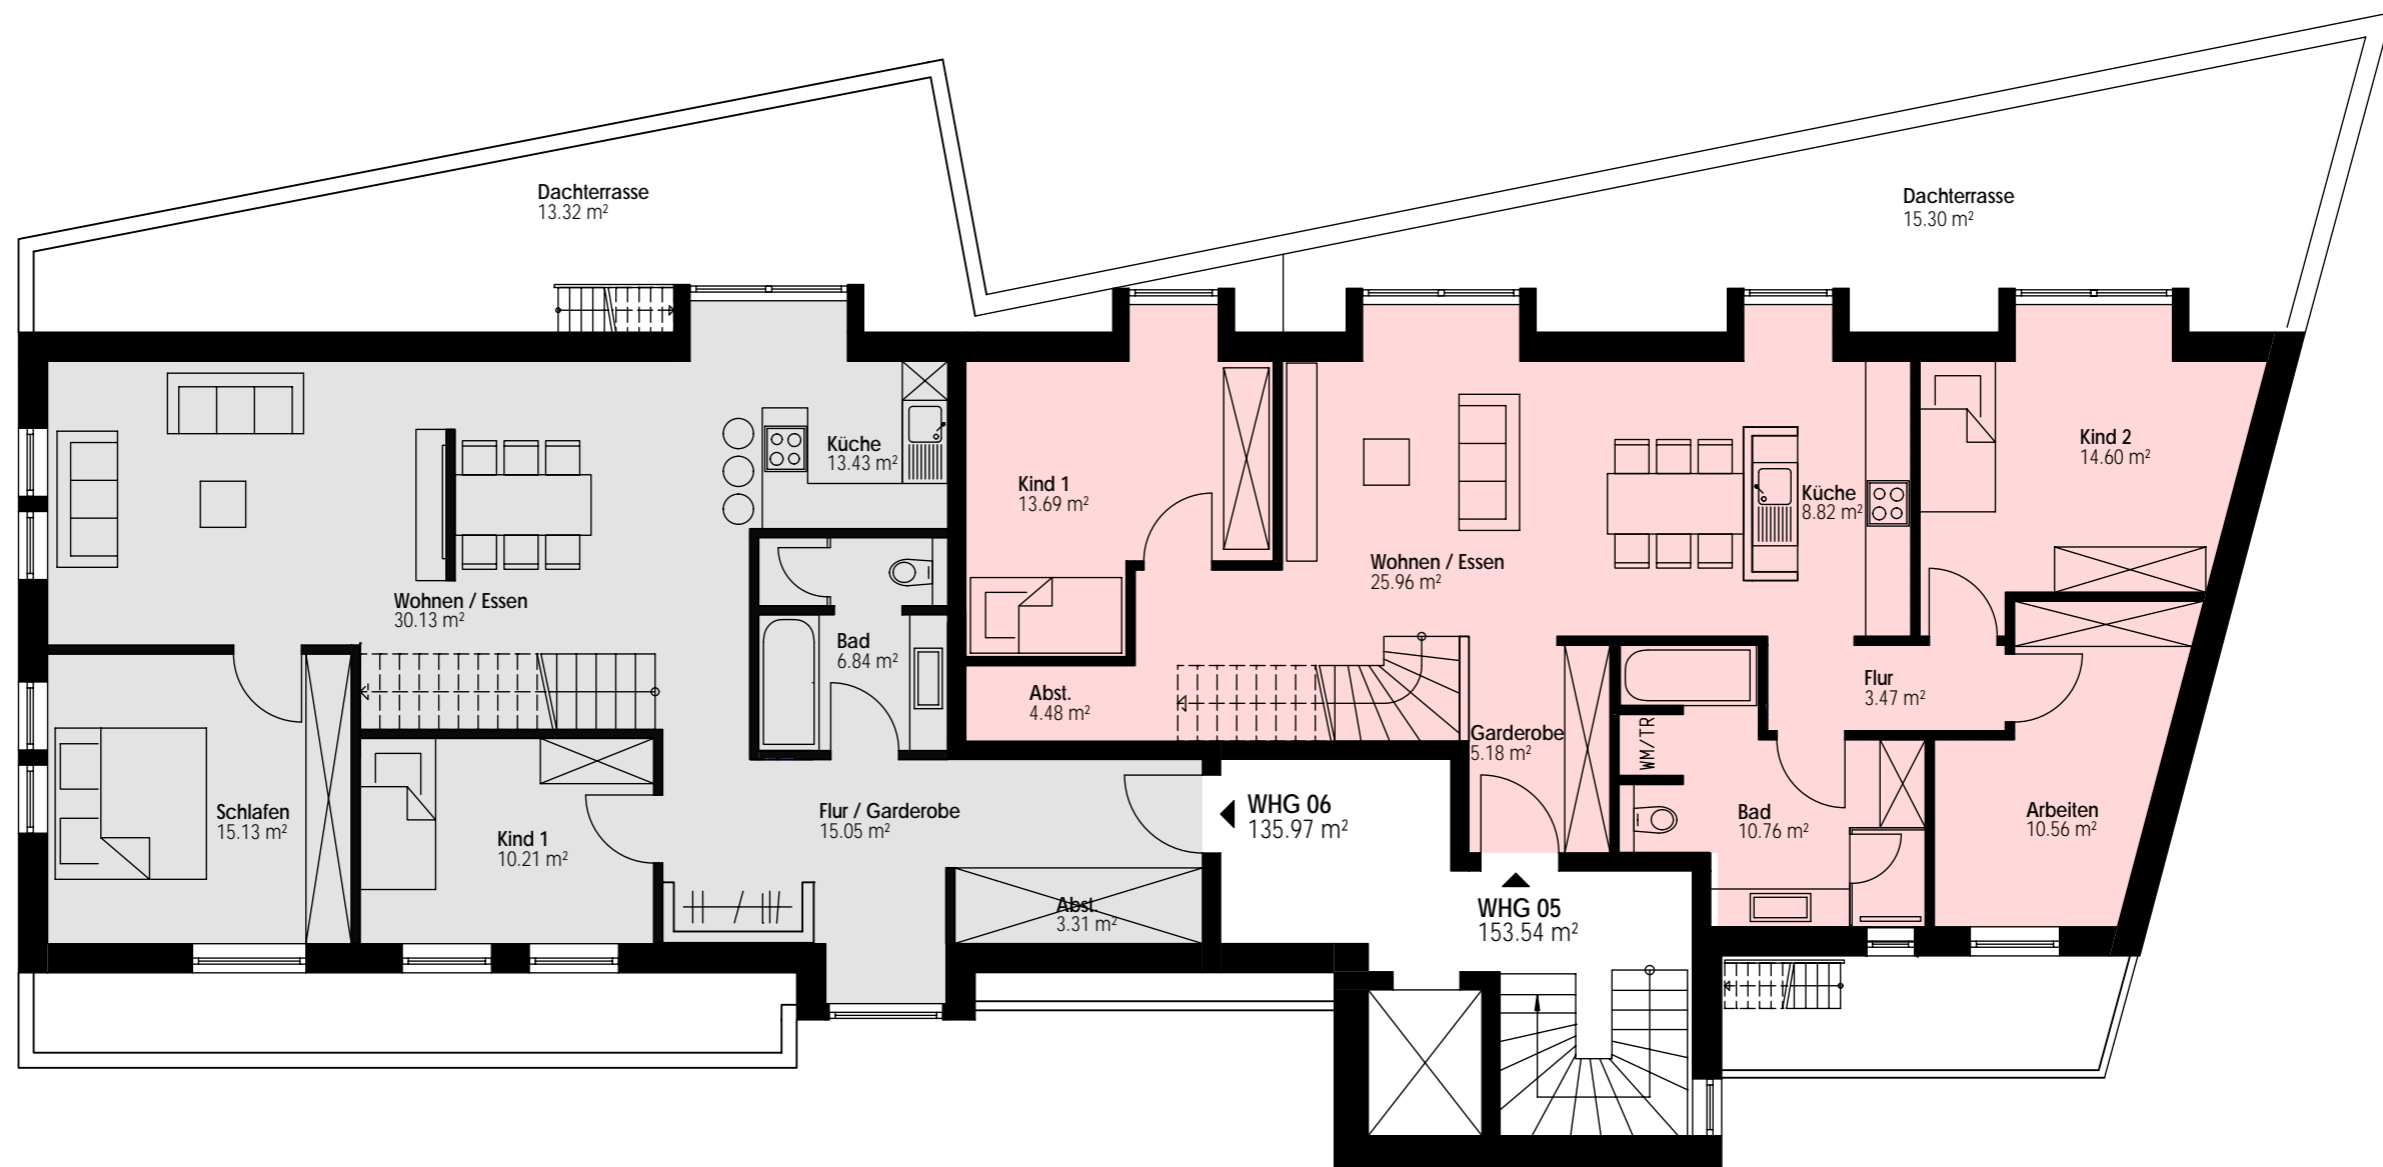 Dachterrasse
13.32 m²
Dachterrasse
15.30 m²
Küche
13.43 m²
Kind 1
13.69 m²
Kind 2
14.60 m²
Küche
8.82 m²
Wohnen / Essen
30.13 m²
Wohnen / Essen
25.96 m²
Bad
6.84 m²
Abst.
4.48 m²
Flur
3.47 m²
Garderobe
5.18 m²
WM/TR
Schlafen
15.13 m²
Kind 1
10.21 m²
Flur / Garderobe
15.05 m²
WHG 06
135.97 m²
Bad
10.76 m²
Arbeiten
10.56 m²
Abst.
3.31 m²
WHG 05
153.54 m²